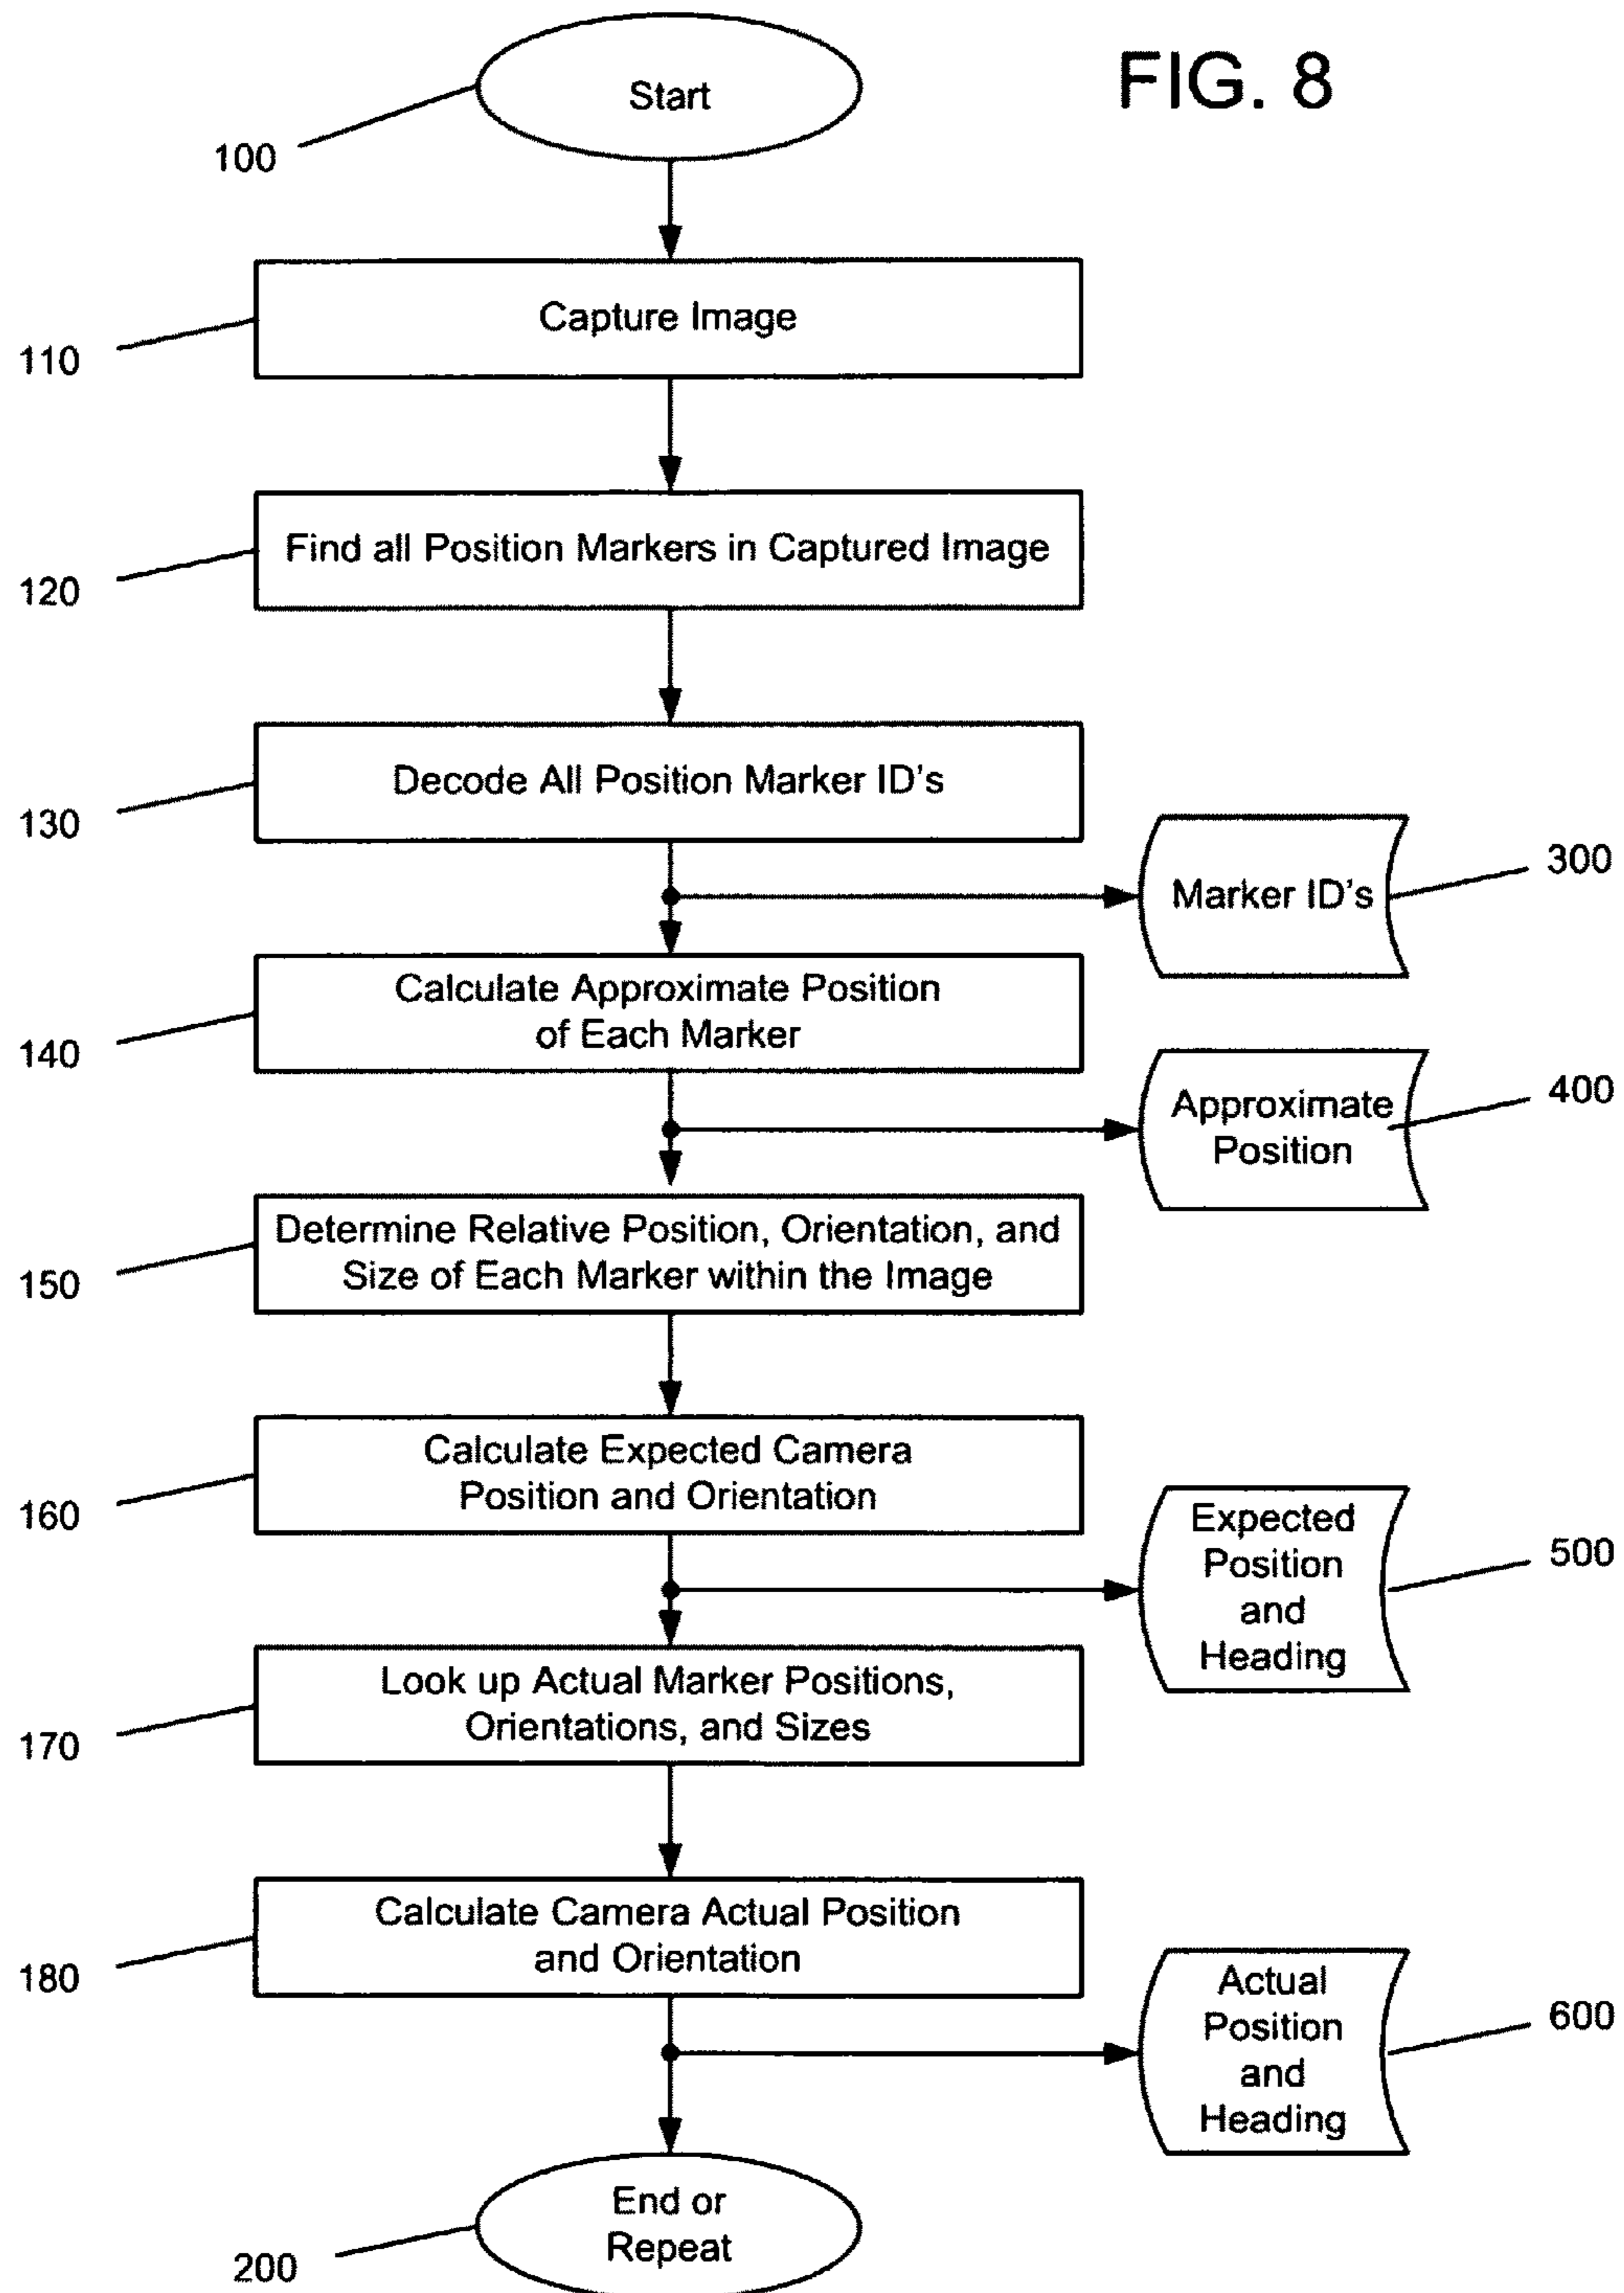 FIG. 8
Start
100
Capture Image
110
Find all Position Markers in Captured Image
120
Decode All Position Marker ID's
130
Marker ID's
300
Calculate Approximate Position
of Each Marker
140
Approximate
Position
400
Determine Relative Position, Orientation, and
Size of Each Marker within the Image
150
Calculate Expected Camera
Position and Orientation
160
Expected
Position
and
Heading
500
Look up Actual Marker Positions,
Orientations, and Sizes
170
Calculate Camera Actual Position
and Orientation
180
Actual
Position
and
Heading
600
End or
Repeat
200